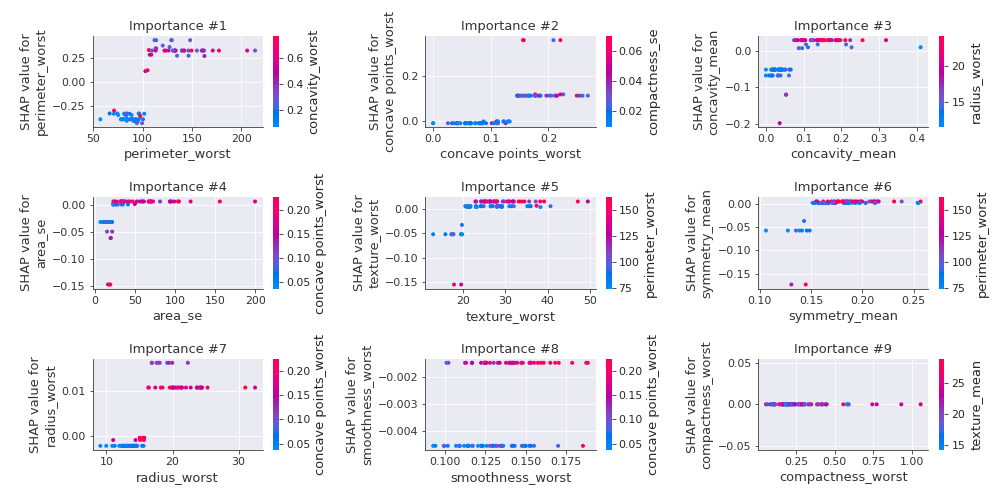 Importance #1
Importance #2
Importance #3
SHAP value for
perimeter_worst
0.25
0.00
−0.25
50
100
150
200
perimeter_worst
0.6
0.4
0.2
concavity_worst
SHAP value for
concave points_worst
0.2
0.0
0.0
0.1
0.2
concave points_worst
0.06
0.04
0.02
compactness_se
SHAP value for
concavity_mean
0.0
−0.1
−0.2
0.0
0.1
0.2
0.3
0.4
concavity_mean
20
15
radius_worst
Importance #4
Importance #5
Importance #6
SHAP value for
area_se
0.00
−0.05
−0.10
−0.15
0
50
100
150
200
area_se
0.20
0.15
0.10
0.05
concave points_worst
SHAP value for
texture_worst
0.00
−0.05
−0.10
−0.15
20
30
40
50
texture_worst
150
125
100
75
perimeter_worst
SHAP value for
symmetry_mean
0.00
−0.05
−0.10
−0.15
0.10
0.15
0.20
0.25
symmetry_mean
150
125
100
75
perimeter_worst
Importance #7
Importance #8
Importance #9
SHAP value for
radius_worst
0.01
0.00
10
20
30
radius_worst
0.20
0.15
0.10
0.05
concave points_worst
SHAP value for
smoothness_worst
−0.002
−0.003
−0.004
0.100
0.125
0.150
0.175
smoothness_worst
0.20
0.15
0.10
0.05
concave points_worst
SHAP value for
compactness_worst
0.05
0.00
−0.05
0.25
0.50
0.75
1.00
compactness_worst
25
20
15
texture_mean